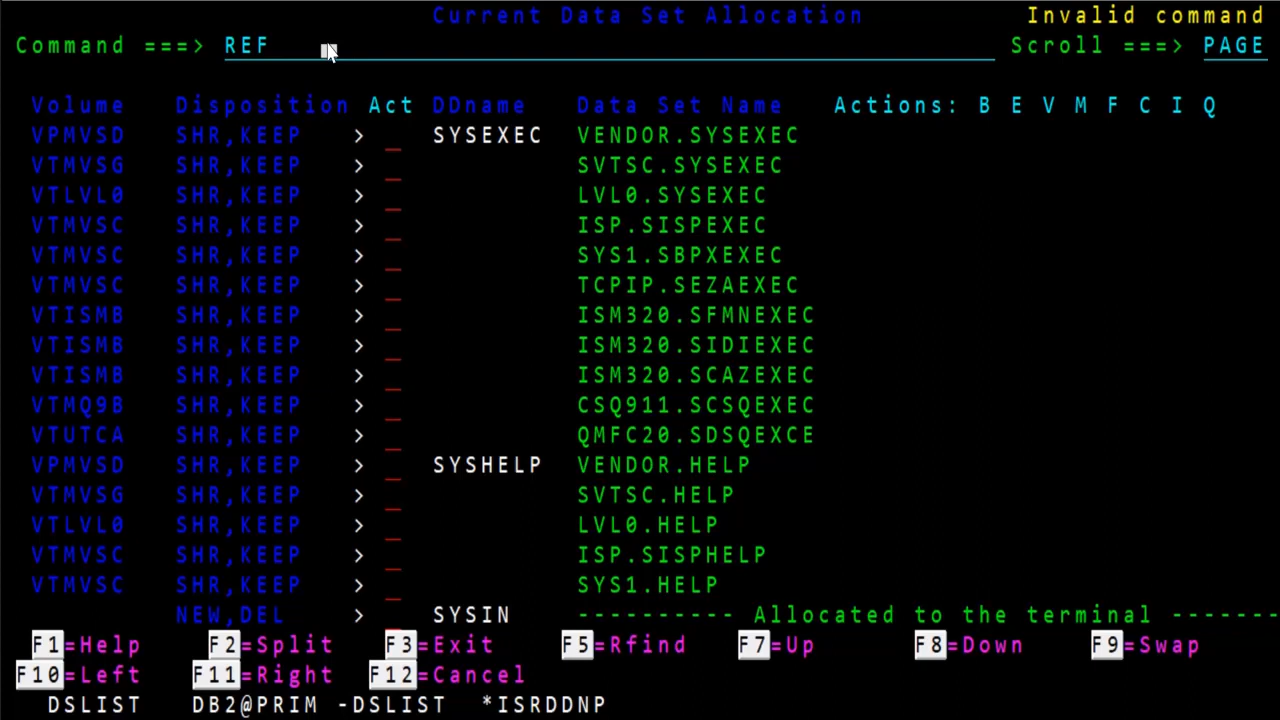 Current Data Set Allocation Invalid command
Command ===> REF Scroll ===> PAGE
Volume Disposition Act DDname Data Set Name Actions: B E V M F C I Q
VPMVSD SHR,KEEP > _ SYSEXEC VENDOR.SYSEXEC
VTMVSG SHR,KEEP > _ SVTSC.SYSEXEC
VTLVL0 SHR,KEEP > _ LVL0.SYSEXEC
VTMVSC SHR,KEEP > _ ISP.SISPEXEC
VTMVSC SHR,KEEP > _ SYS1.SBPXEXEC
VTMVSC SHR,KEEP > _ TCPIP.SEZAEXEC
VTISMB SHR,KEEP > _ ISM320.SFMNEXEC
VTISMB SHR,KEEP > _ ISM320.SIDIEXEC
VTISMB SHR,KEEP > _ ISM320.SCAZEXEC
VTMQ9B SHR,KEEP > _ CSQ911.SCSQEXEC
VTUTCA SHR,KEEP > _ QMFC20.SDSQEXCE
VPMVSD SHR,KEEP > _ SYSHELP VENDOR.HELP
VTMVSG SHR,KEEP > _ SVTSC.HELP
VTLVL0 SHR,KEEP > _ LVL0.HELP
VTMVSC SHR,KEEP > _ ISP.SISPHELP
VTMVSC SHR,KEEP > _ SYS1.HELP
NEW,DEL > _ SYSIN ---------- Allocated to the terminal -------
F1=Help F2=Split F3=Exit F5=Rfind F7=Up F8=Down F9=Swap
F10=Left F11=Right F12=Cancel
DSLIST DB2@PRIM -DSLIST *ISRDDNP